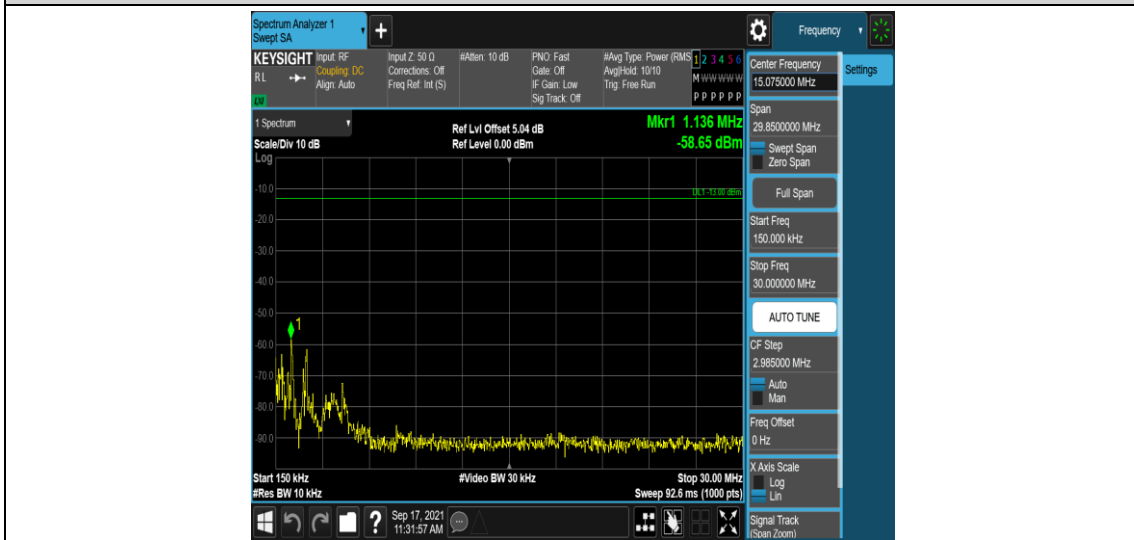 Spectrum Analyzer 1
Swept SA
+
Frequency
KEYSIGHT
RL
LXI
Input: RF
Coupling: DC
Align: Auto
Input Z: 50 Ω
Corrections: Off
Freq Ref: Int (S)
#Atten: 10 dB
PNO: Fast
Gate: Off
IF Gain: Low
Sig Track: Off
#Avg Type: Power (RMS
Avg|Hold: 10/10
Trig: Free Run
1 2 3 4 5 6
M W W W W W
P P P P P P
1 Spectrum
Scale/Div 10 dB
Log
Ref Lvl Offset 5.04 dB
Ref Level 0.00 dBm
Mkr1 1.136 MHz
-58.65 dBm
DL1 -13.00 dBm
-10.0
-20.0
-30.0
-40.0
-50.0
-60.0
-70.0
-80.0
-90.0
1
Start 150 kHz
#Res BW 10 kHz
#Video BW 30 kHz
Stop 30.00 MHz
Sweep 92.6 ms (1000 pts)
?
Sep 17, 2021
11:31:57 AM
Center Frequency
15.075000 MHz
Settings
Span
29.8500000 MHz
Swept Span
Zero Span
Full Span
Start Freq
150.000 kHz
Stop Freq
30.000000 MHz
AUTO TUNE
CF Step
2.985000 MHz
Auto
Man
Freq Offset
0 Hz
X Axis Scale
Log
Lin
Signal Track
(Span Zoom)